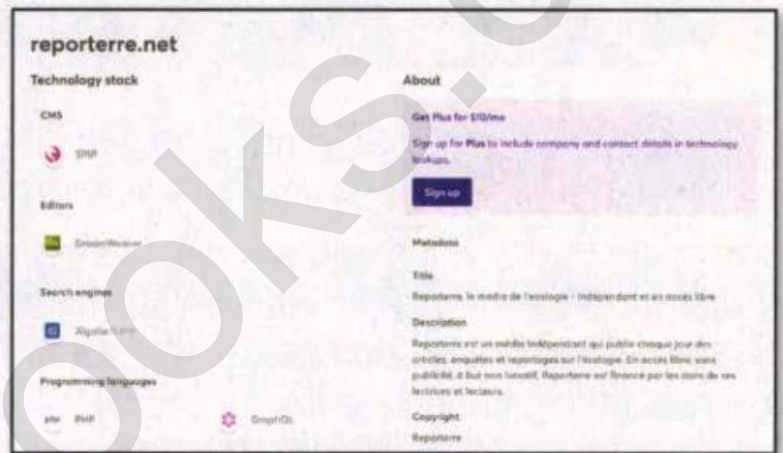 reporterre.net
Technology stack
CMS
SPIP
Editors
DreamWeaver
Search engines
Algolia
Programming languages
php PHP
GraphQL
About
Get Plus for $10/mo
Sign up for Plus to include company and contact details in technology
lookups.
Sign up
Metadata
Title
Reporterre, le média de l'écologie - Indépendant et en accès libre
Description
Reporterre est un média indépendant qui publie chaque jour des
articles, enquêtes et reportages sur l'écologie. En accès libre, sans
publicité, à but non lucratif, Reporterre est financé par les dons de ses
lectrices et lecteurs.
Copyright
Reporterre